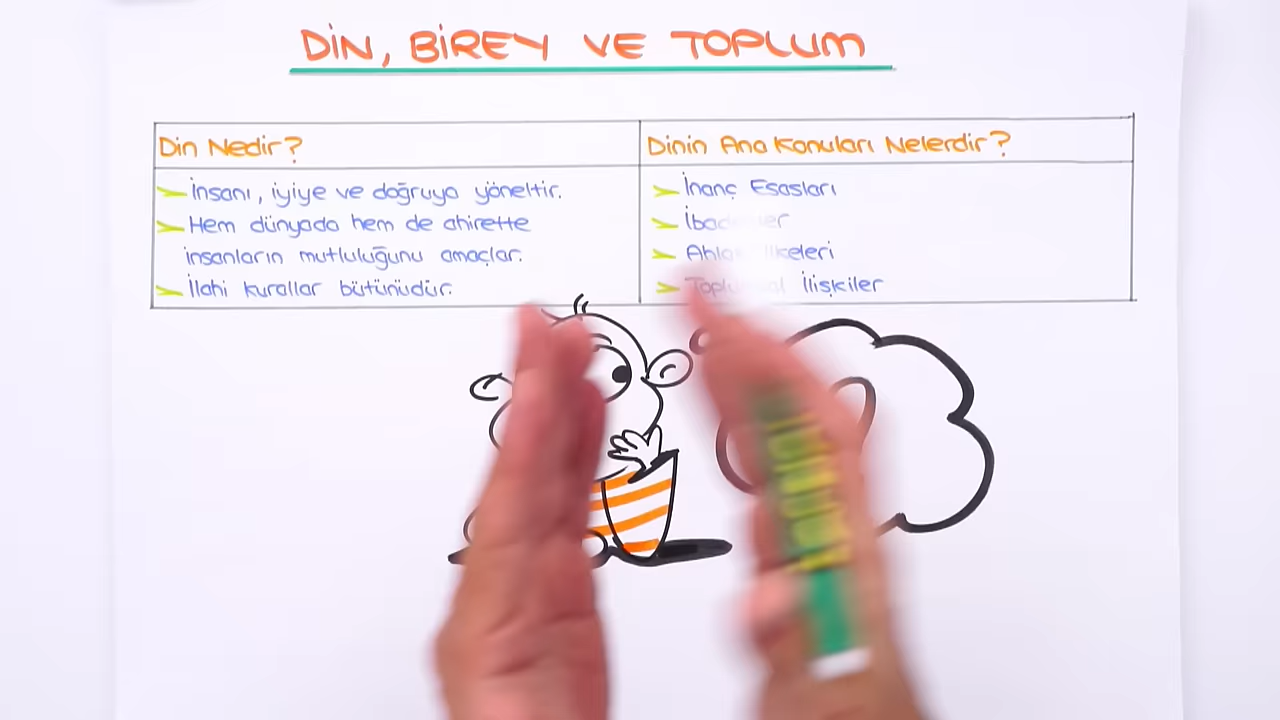 DİN, BİREY VE TOPLUM
Din Nedir?
İnsanı, iyiye ve doğruya yöneltir.
Hem dünyada hem de ahirette
insanların mutluluğunu amaçlar.
İlahi kurallar bütünüdür.
Dinin Ana Konuları Nelerdir?
İnanç Esasları
İlişkiler